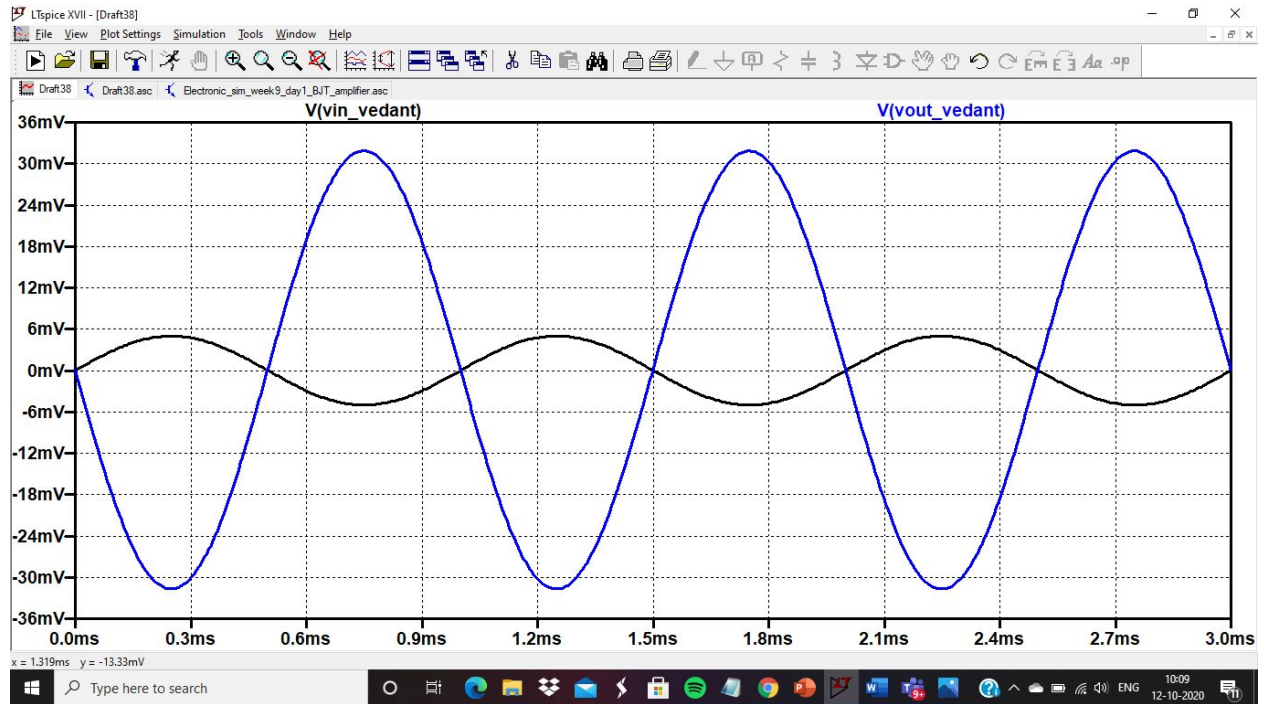 LTspice XVII - [Draft38]
File View Plot Settings Simulation Tools Window Help
Draft38 Draft38.asc Electronic_sim_week9_day1_BJT_amplifier.asc
V(vin_vedant) V(vout_vedant)
36mV
30mV
24mV
18mV
12mV
6mV
0mV
-6mV
-12mV
-18mV
-24mV
-30mV
-36mV
0.0ms 0.3ms 0.6ms 0.9ms 1.2ms 1.5ms 1.8ms 2.1ms 2.4ms 2.7ms 3.0ms
x = 1.319ms y = -13.33mV
Type here to search
ENG
10:09
12-10-2020